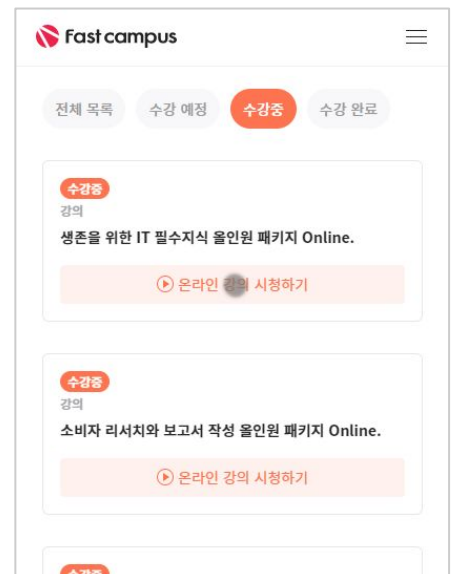 Fast campus
전체 목록 수강 예정 수강중 수강 완료
수강중
강의
생존을 위한 IT 필수지식 올인원 패키지 Online.
온라인 강의 시청하기
수강중
강의
소비자 리서치와 보고서 작성 올인원 패키지 Online.
온라인 강의 시청하기
수강중